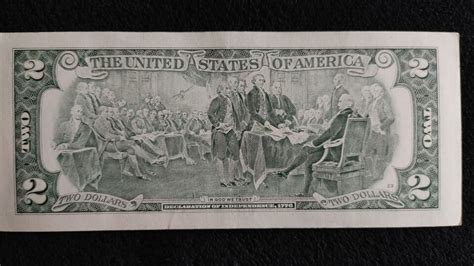 2 THE UNITED STATES OF AMERICA 2
TWO TWO
IN GOD WE TRUST
2 TWO DOLLARS TWO DOLLARS 2
DECLARATION OF INDEPENDENCE, 1776